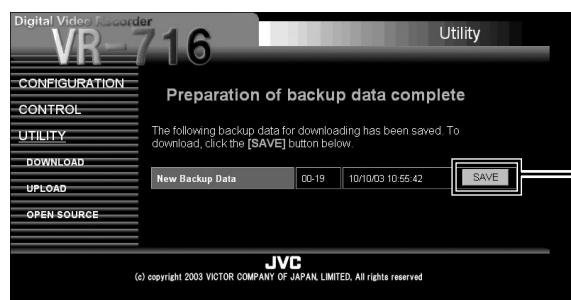 Digital Video Recorder
VR-716
Utility
CONFIGURATION
CONTROL
UTILITY
DOWNLOAD
UPLOAD
OPEN SOURCE
Preparation of backup data complete
The following backup data for downloading has been saved. To
download, click the [SAVE] button below.
New Backup Data 00-19 10/10/03 10:55:42 SAVE
JVC
(c) copyright 2003 VICTOR COMPANY OF JAPAN, LIMITED, All rights reserved